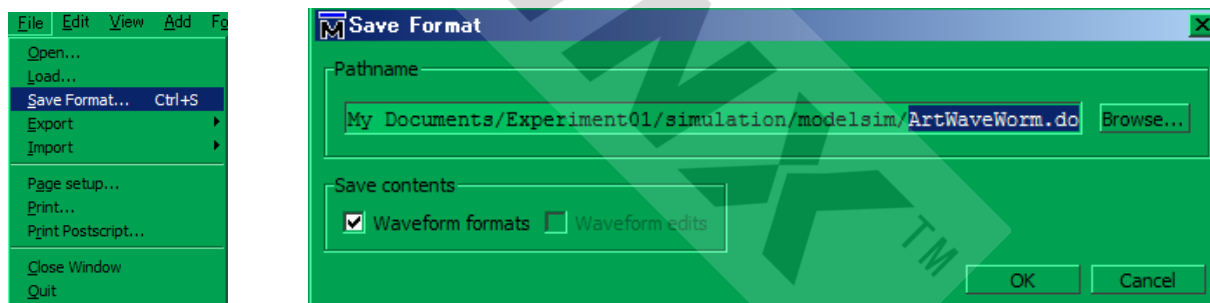 File Edit View Add Fo
Open...
Load...
Save Format... Ctrl+S
Export
Import
Page setup...
Print...
Print Postscript...
Close Window
Quit
Save Format
Pathname
My Documents/Experiment01/simulation/modelsim/ArtWaveWorm.do Browse...
Save contents
Waveform formats Waveform edits
OK Cancel
TM